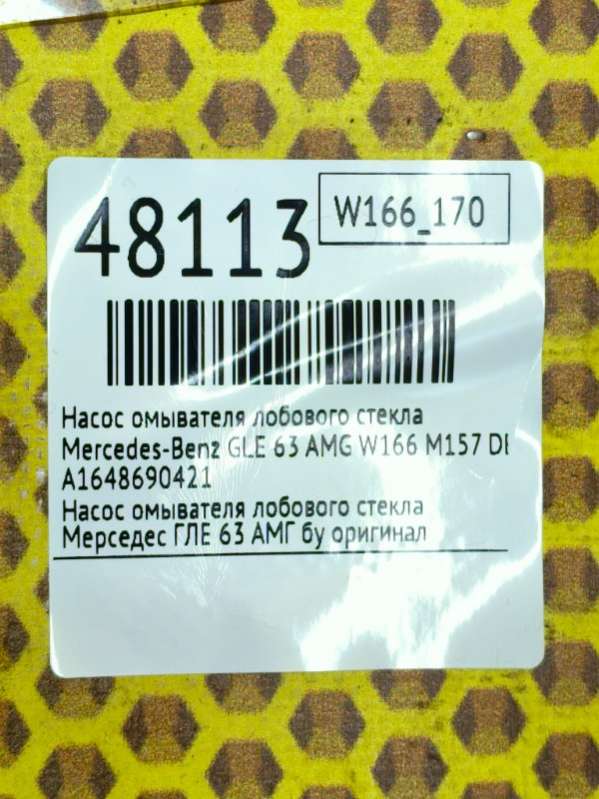 48113
W166_170
Насос омывателя лобового стекла
Mercedes-Benz GLE 63 AMG W166 M157 DE
A1648690421
Насос омывателя лобового стекла
Мерседес ГЛЕ 63 АМГ бу оригинал